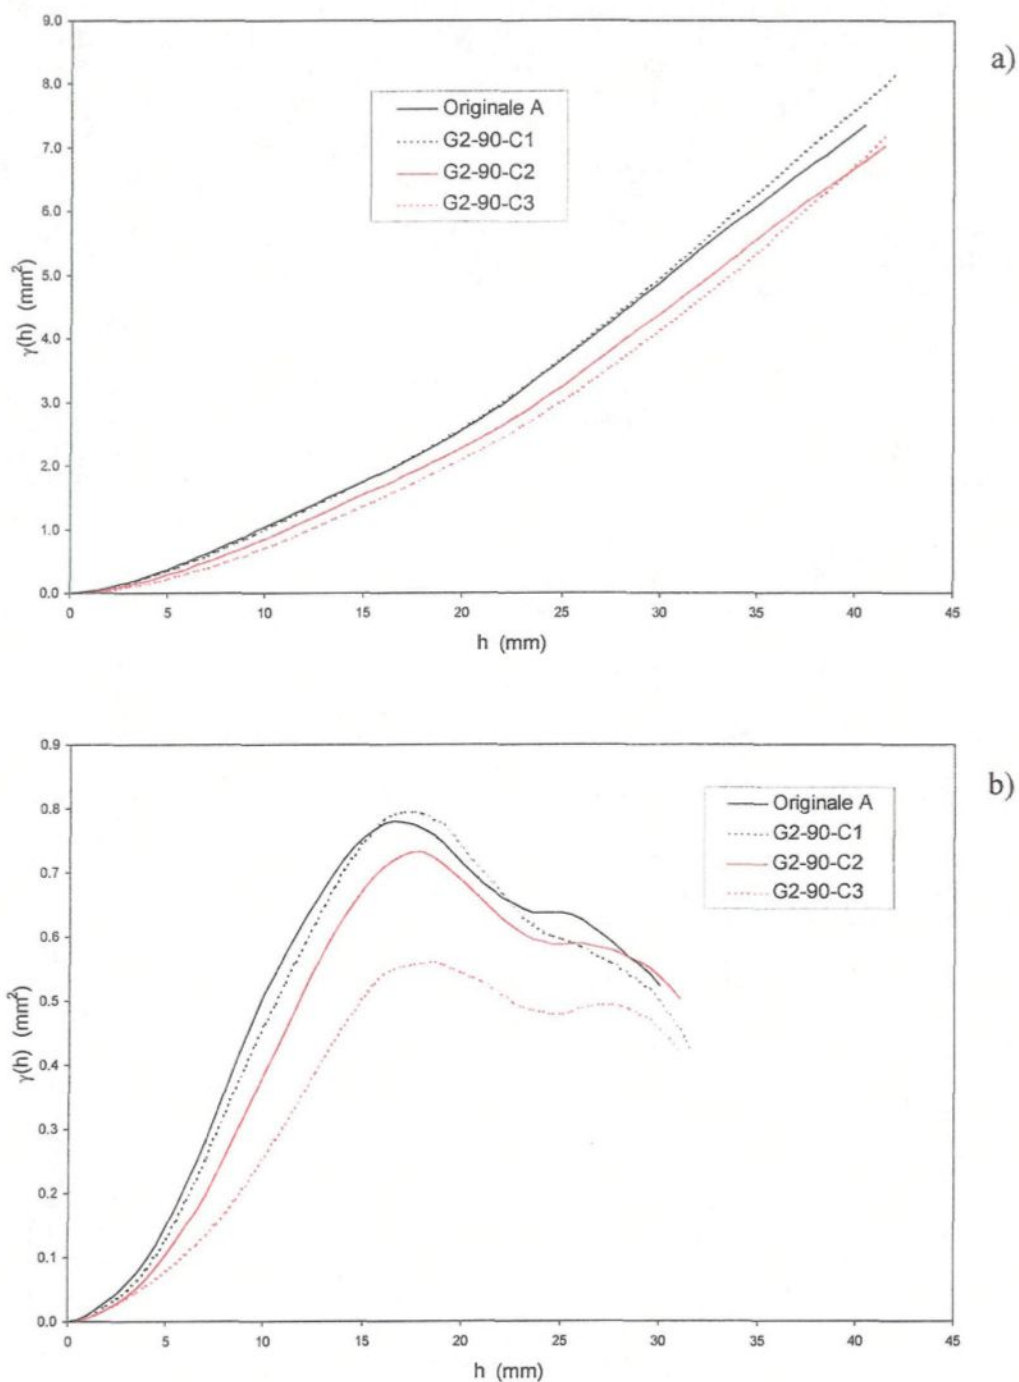 a)
9.0
8.0
7.0
6.0
5.0
4.0
3.0
2.0
1.0
0.0
γ(h) (mm²)
Originale A
G2-90-C1
G2-90-C2
G2-90-C3
0 5 10 15 20 25 30 35 40 45
h (mm)
b)
0.9
0.8
0.7
0.6
0.5
0.4
0.3
0.2
0.1
0.0
γ(h) (mm²)
Originale A
G2-90-C1
G2-90-C2
G2-90-C3
0 5 10 15 20 25 30 35 40 45
h (mm)